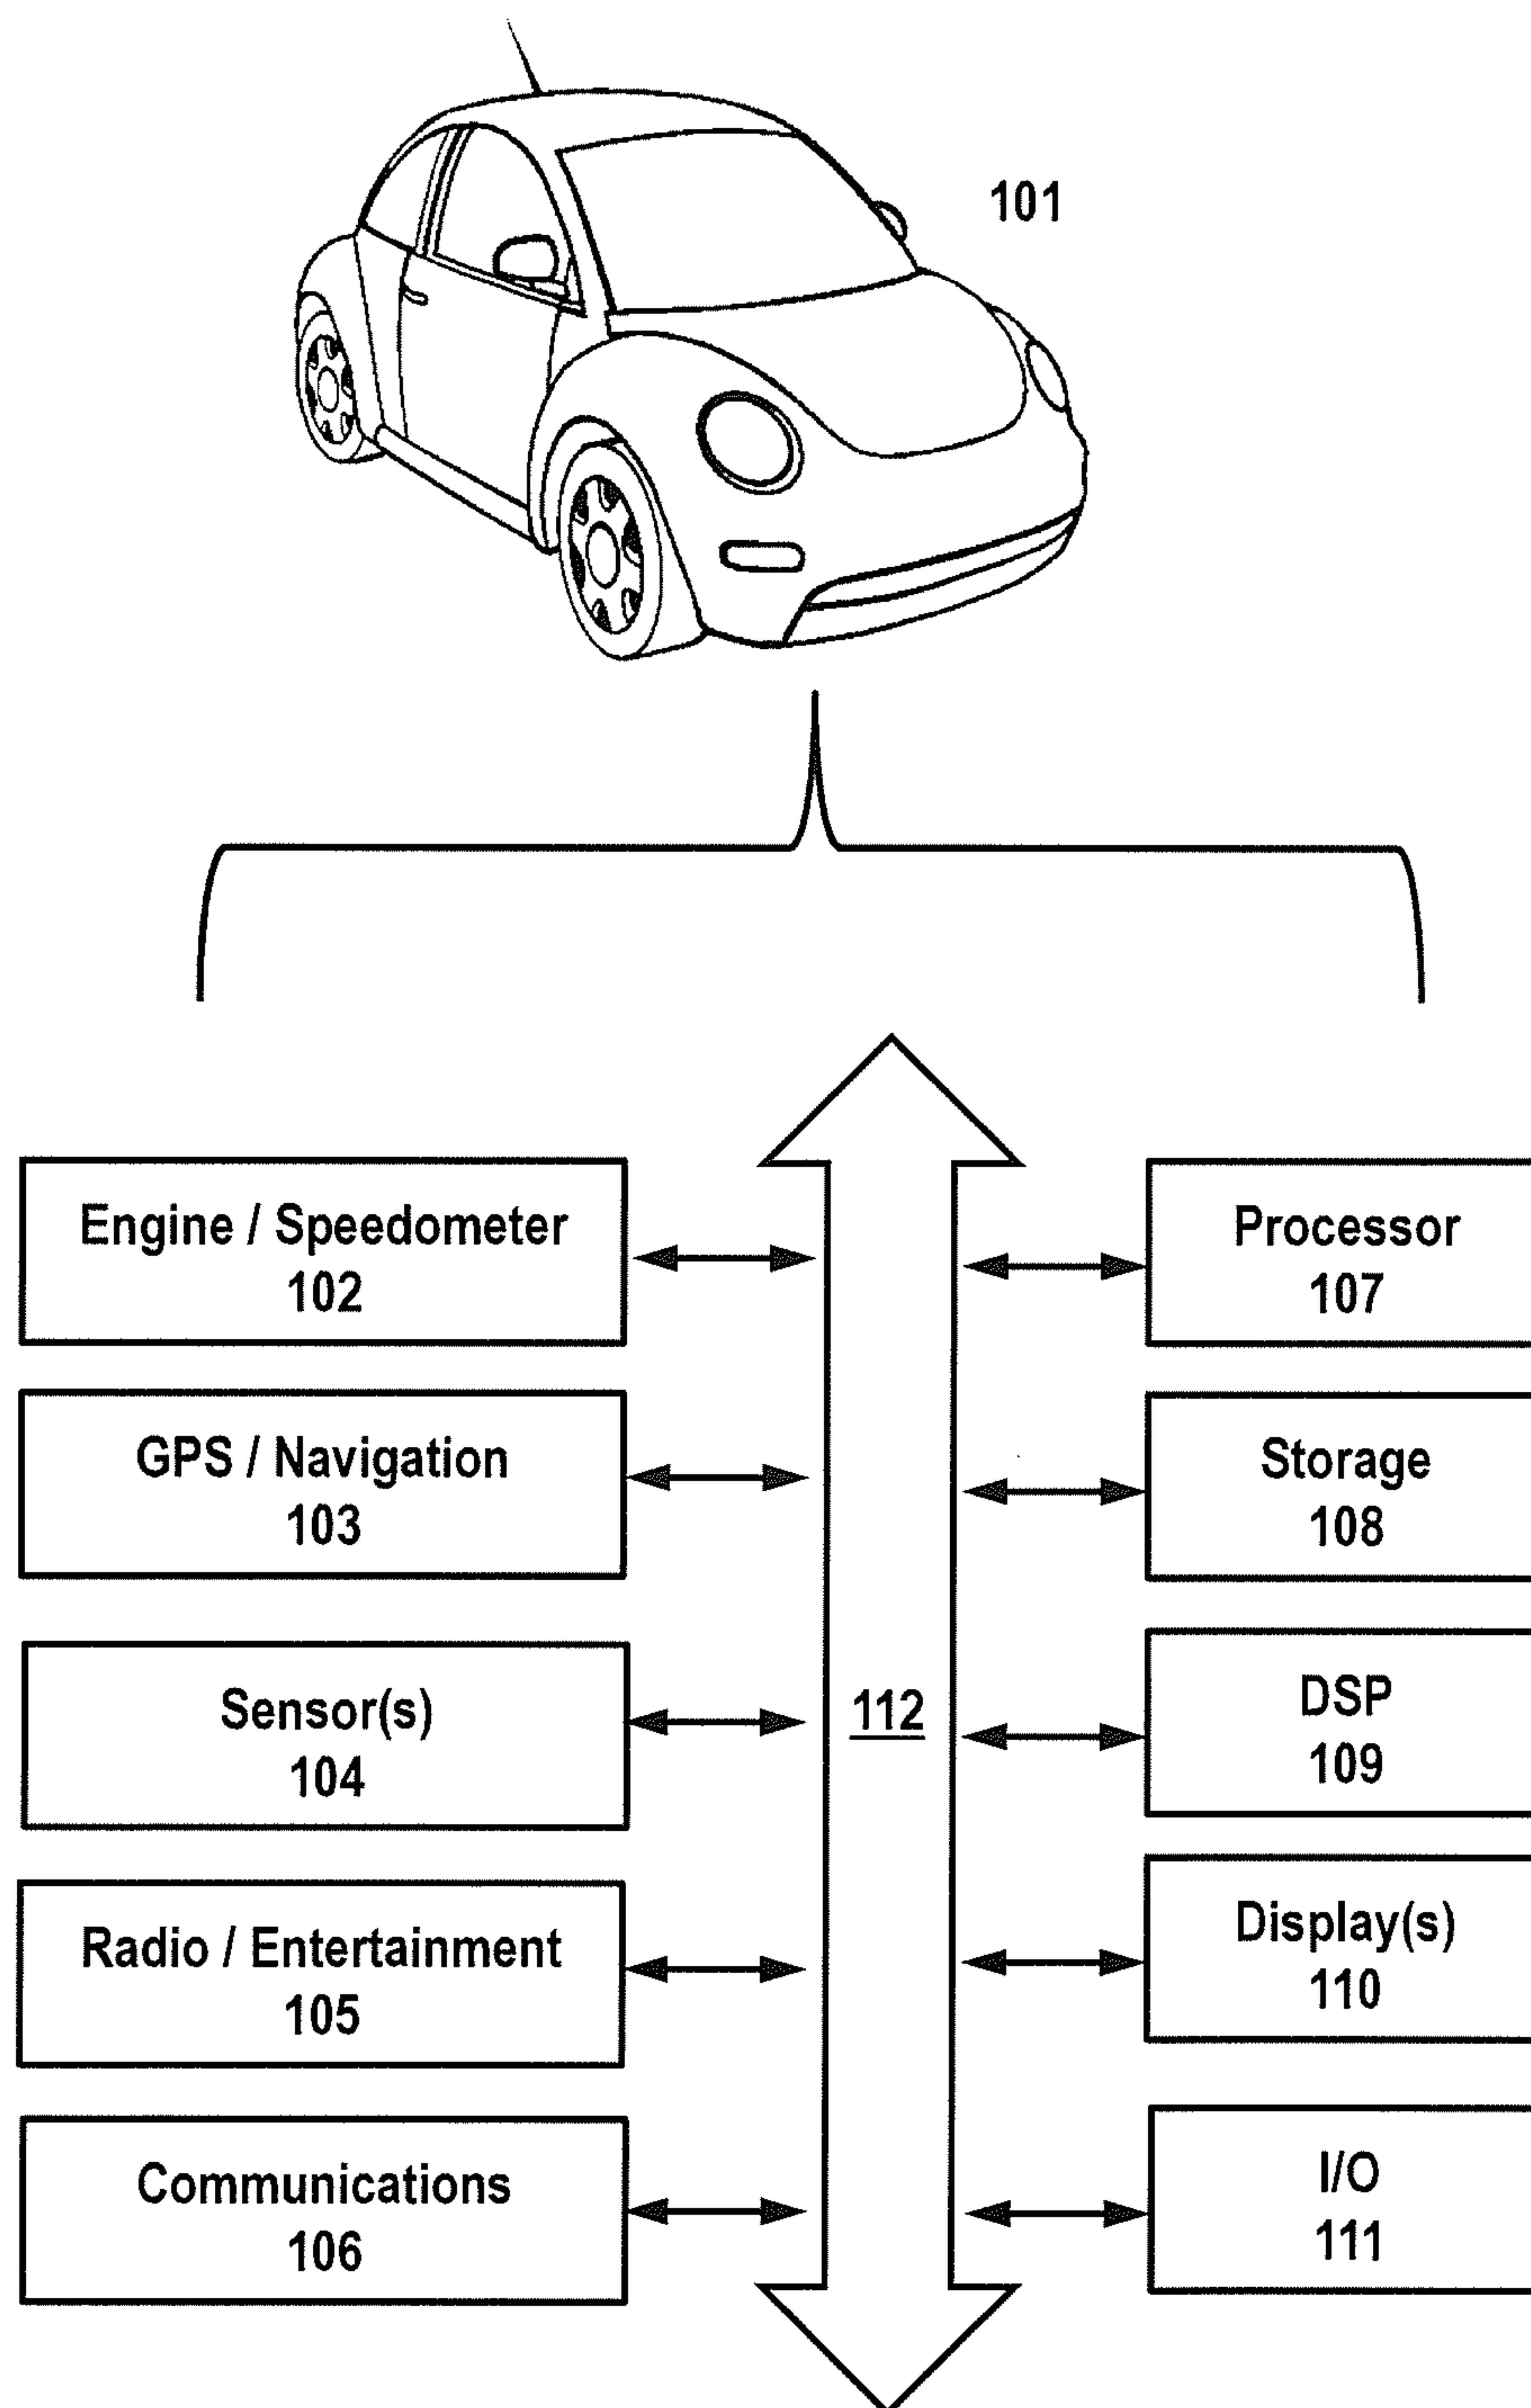 101
Engine / Speedometer
102
GPS / Navigation
103
Sensor(s)
104
Radio / Entertainment
105
Communications
106
112
Processor
107
Storage
108
DSP
109
Display(s)
110
I/O
111